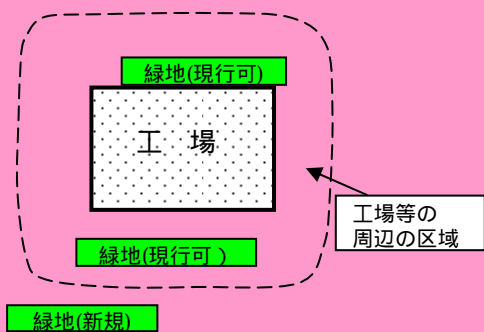 緑地(現行可)
工　場
工場等の
周辺の区域
緑地(現行可）
緑地(新規)